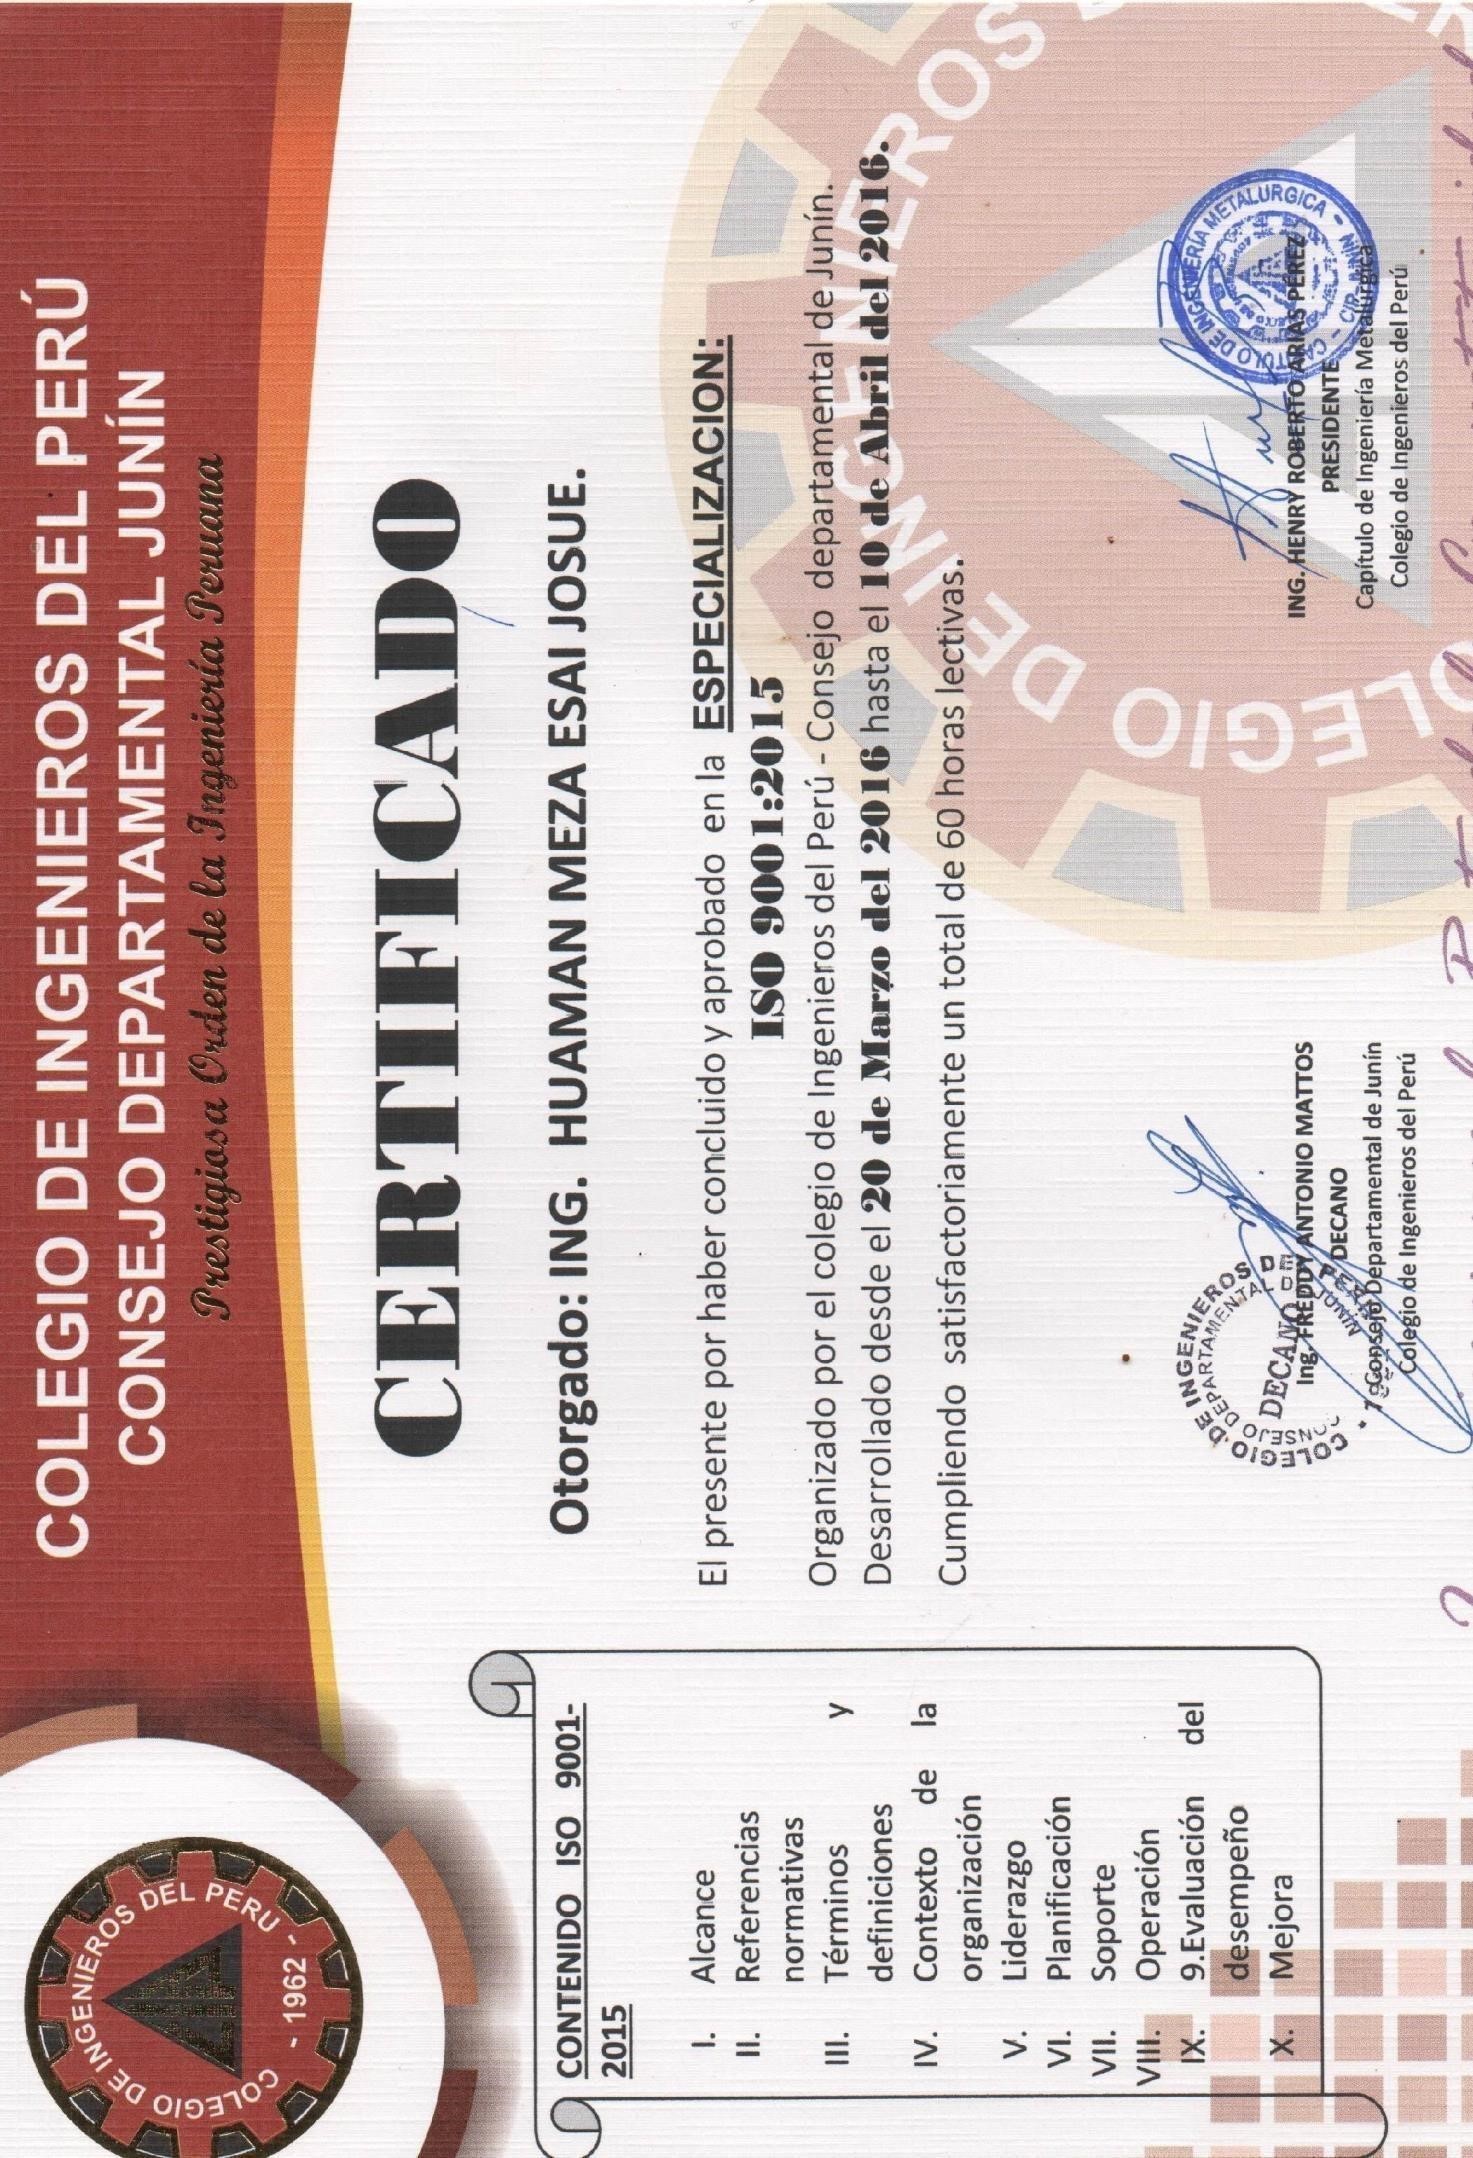 COLEGIO DE INGENIEROS DEL PERÚ
CONSEJO DEPARTAMENTAL JUNÍN
Prestigiosa Orden de la Ingeniería Peruana
COLEGIO DE INGENIEROS DEL PERU
- 1962 -
CERTIFICADO
Otorgado: ING. HUAMAN MEZA ESAI JOSUE.
El presente por haber concluido y aprobado en la ESPECIALIZACION:
ISO 9001:2015
Organizado por el colegio de Ingenieros del Perú - Consejo departamental de Junín.
Desarrollado desde el 20 de Marzo del 2016 hasta el 10 de Abril del 2016.
Cumpliendo satisfactoriamente un total de 60 horas lectivas.
CONTENIDO ISO 9001-
2015
I. Alcance
II. Referencias
normativas
III. Términos y
definiciones
IV. Contexto de la
organización
V. Liderazgo
VI. Planificación
VII. Soporte
VIII. Operación
IX. 9.Evaluación del
desempeño
X. Mejora
COLEGIO DE INGENIEROS DEL PERU
CONSEJO DEPARTAMENTAL DE JUNIN
DECANO
Ing. FREDDY ANTONIO MATTOS
DECANO
Consejo Departamental de Junín
Colegio de Ingenieros del Perú
CAPITULO DE INGENIERÍA METALURGICA - CIP - JUNIN -
ING. HENRY ROBERTO ARIAS PEREZ
PRESIDENTE
Capítulo de Ingeniería Metalúrgica
Colegio de Ingenieros del Perú
COLEGIO DE INGENIEROS